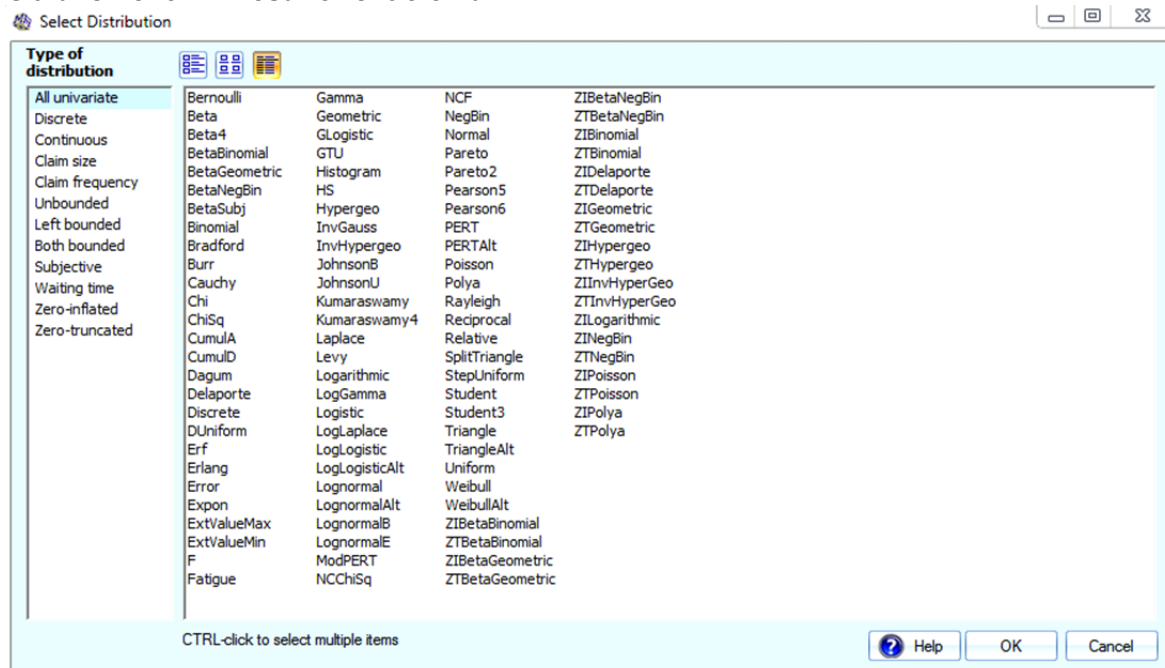 Select Distribution
Type of
distribution
All univariate
Discrete
Continuous
Claim size
Claim frequency
Unbounded
Left bounded
Both bounded
Subjective
Waiting time
Zero-inflated
Zero-truncated
Bernoulli
Beta
Beta4
BetaBinomial
BetaGeometric
BetaNegBin
BetaSubj
Binomial
Bradford
Burr
Cauchy
Chi
ChiSq
CumulA
CumulD
Dagum
Delaporte
Discrete
DUniform
Erf
Erlang
Error
Expon
ExtValueMax
ExtValueMin
F
Fatigue
Gamma
Geometric
GLogistic
GTU
Histogram
HS
Hypergeo
InvGauss
InvHypergeo
JohnsonB
JohnsonU
Kumaraswamy
Kumaraswamy4
Laplace
Levy
Logarithmic
LogGamma
Logistic
LogLaplace
LogLogistic
LogLogisticAlt
Lognormal
LognormalAlt
LognormalB
LognormalE
ModPERT
NCChiSq
NCF
NegBin
Normal
Pareto
Pareto2
Pearson5
Pearson6
PERT
PERTAlt
Poisson
Polya
Rayleigh
Reciprocal
Relative
SplitTriangle
StepUniform
Student
Student3
Triangle
TriangleAlt
Uniform
Weibull
WeibullAlt
ZIBetaBinomial
ZTBetaBinomial
ZIBetaGeometric
ZTBetaGeometric
ZIBetaNegBin
ZTBetaNegBin
ZIBinomial
ZTBinomial
ZIDelaporte
ZTDelaporte
ZIGeometric
ZTGeometric
ZIHypergeo
ZTHypergeo
ZIInvHyperGeo
ZTInvHyperGeo
ZILogarithmic
ZINegBin
ZTNegBin
ZIPoisson
ZTPoisson
ZIPolya
ZTPolya
CTRL-click to select multiple items
Help
OK
Cancel